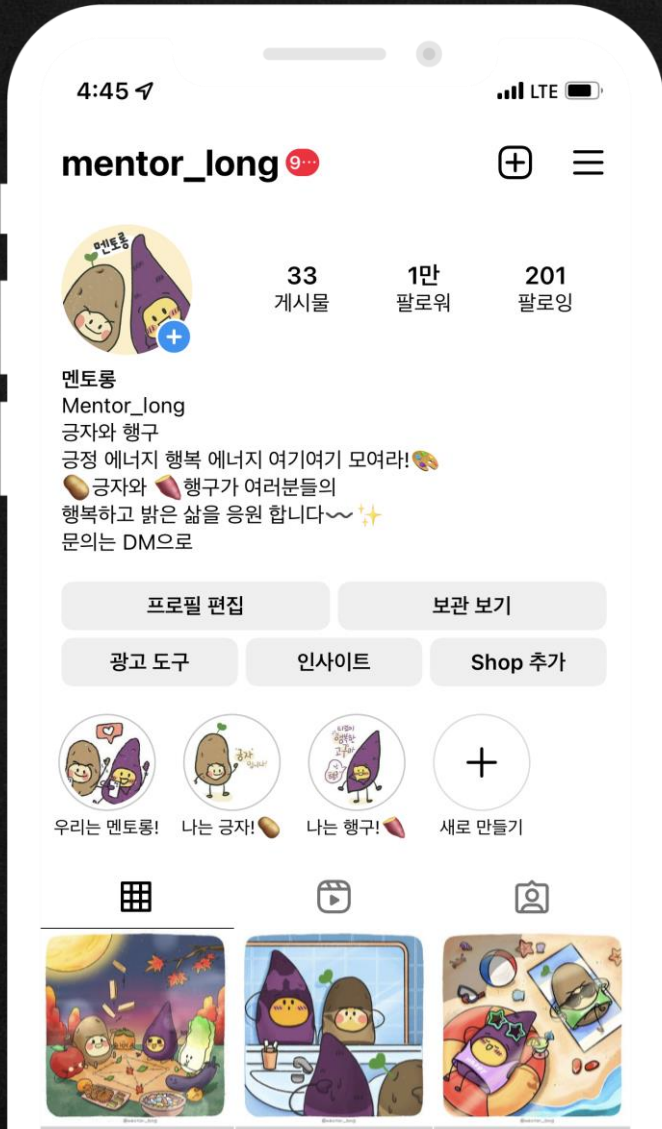 4:45
LTE
mentor_long 9…
멘토롱
33 1만 201
게시물 팔로워 팔로잉
멘토롱
Mentor_long
긍자와 행구
긍정 에너지 행복 에너지 여기여기 모여라!🎨
🥔긍자와 🍠행구가 여러분들의
행복하고 밝은 삶을 응원 합니다〰✨
문의는 DM으로
프로필 편집 보관 보기
광고 도구 인사이트 Shop 추가
긍자
우리는 멘토롱! 나는 긍자!🥔 나는 행구!🍠 새로 만들기
@mentor_long @mentor_long @mentor_long